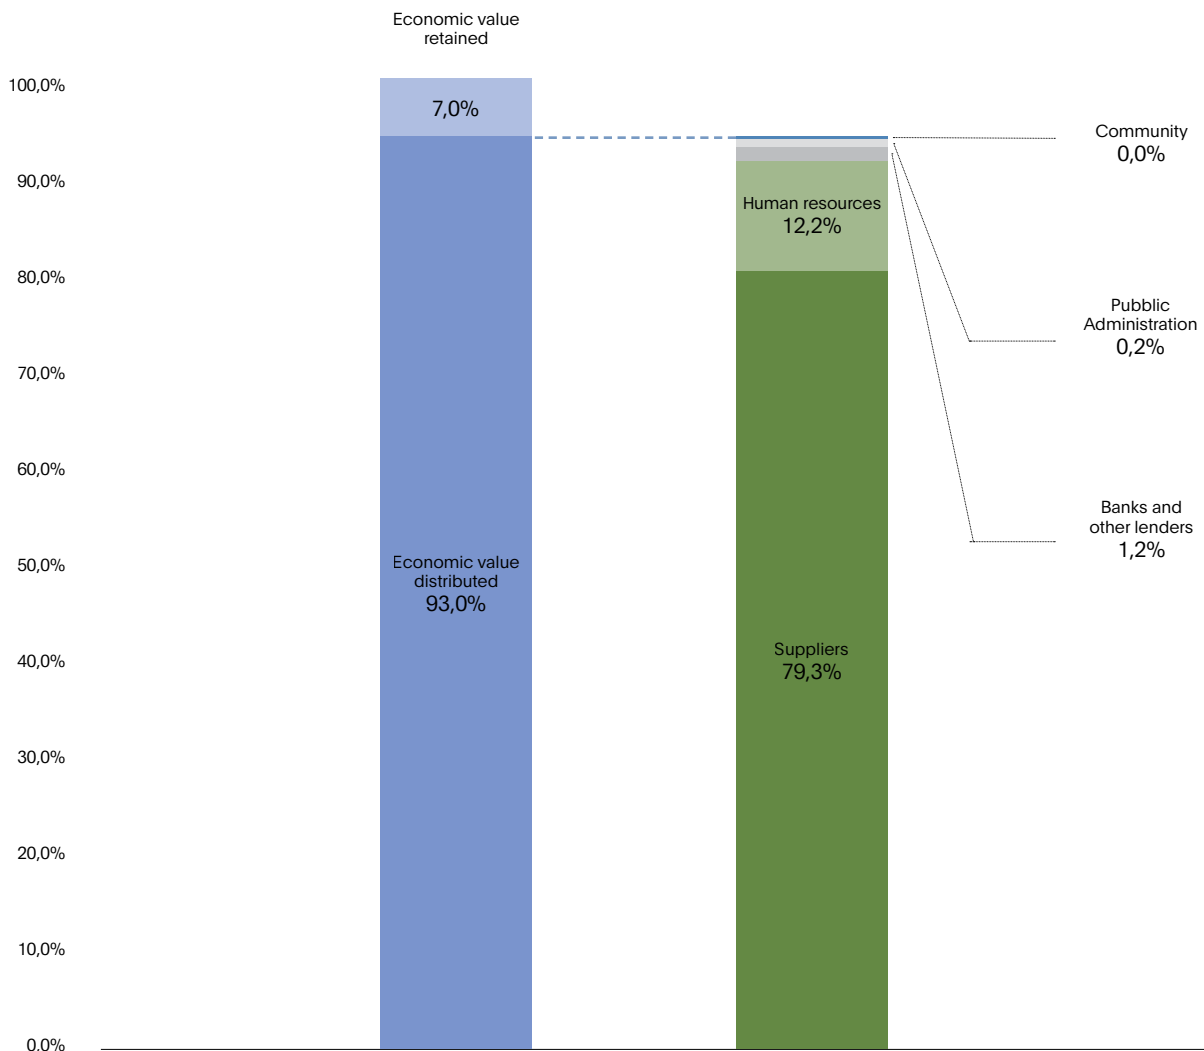 Economic value
retained
100,0%
7,0%
Community
0,0%
90,0%
Human resources
12,2%
80,0%
Pubblic
Administration
0,2%
70,0%
60,0%
Banks and
other lenders
1,2%
50,0%
Economic value
distributed
93,0%
40,0%
Suppliers
79,3%
30,0%
20,0%
10,0%
0.0%